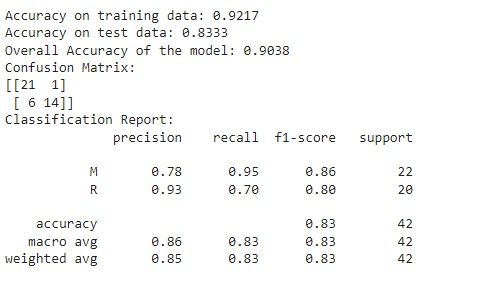 Accuracy on training data: 0.9217
Accuracy on test data: 0.8333
Overall Accuracy of the model: 0.9038
Confusion Matrix:
[[21  1]
 [ 6 14]]
Classification Report:
              precision    recall  f1-score   support
           M       0.78      0.95      0.86        22
           R       0.93      0.70      0.80        20
    accuracy                           0.83        42
   macro avg       0.86      0.83      0.83        42
weighted avg       0.85      0.83      0.83        42